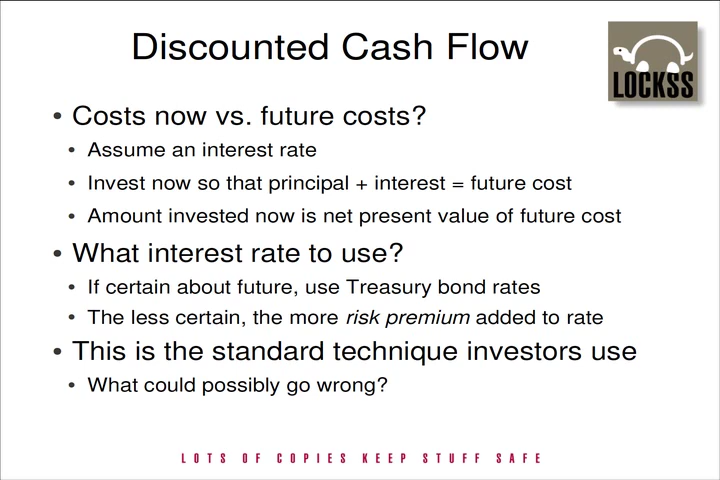 Discounted Cash Flow
LOCKSS
• Costs now vs. future costs?
• Assume an interest rate
• Invest now so that principal + interest = future cost
• Amount invested now is net present value of future cost
• What interest rate to use?
• If certain about future, use Treasury bond rates
• The less certain, the more risk premium added to rate
• This is the standard technique investors use
• What could possibly go wrong?
LOTS OF COPIES KEEP STUFF SAFE